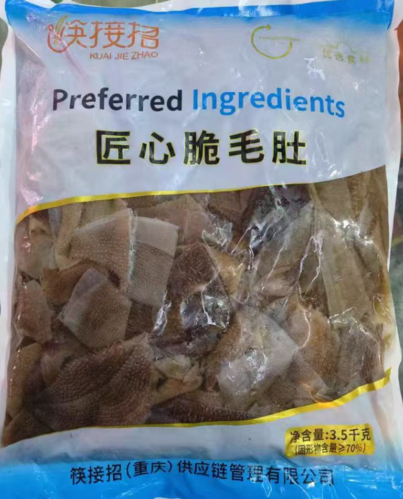 筷接招
KUAI JIE ZHAO
Preferred Ingredients
匠心脆毛肚
净含量:3.5千克
(固形物含量≥70%)
筷接招(重庆)供应链管理有限公司